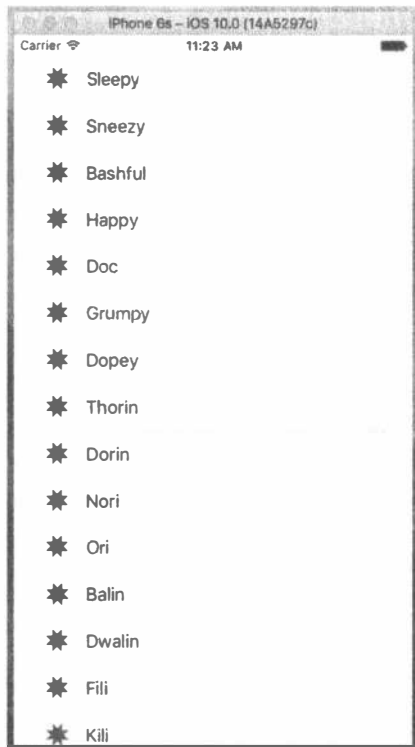 iPhone 6s – iOS 10.0 (14A5297c)
Carrier 11:23 AM
Sleepy
Sneezy
Bashful
Happy
Doc
Grumpy
Dopey
Thorin
Dorin
Nori
Ori
Balin
Dwalin
Fili
Kili